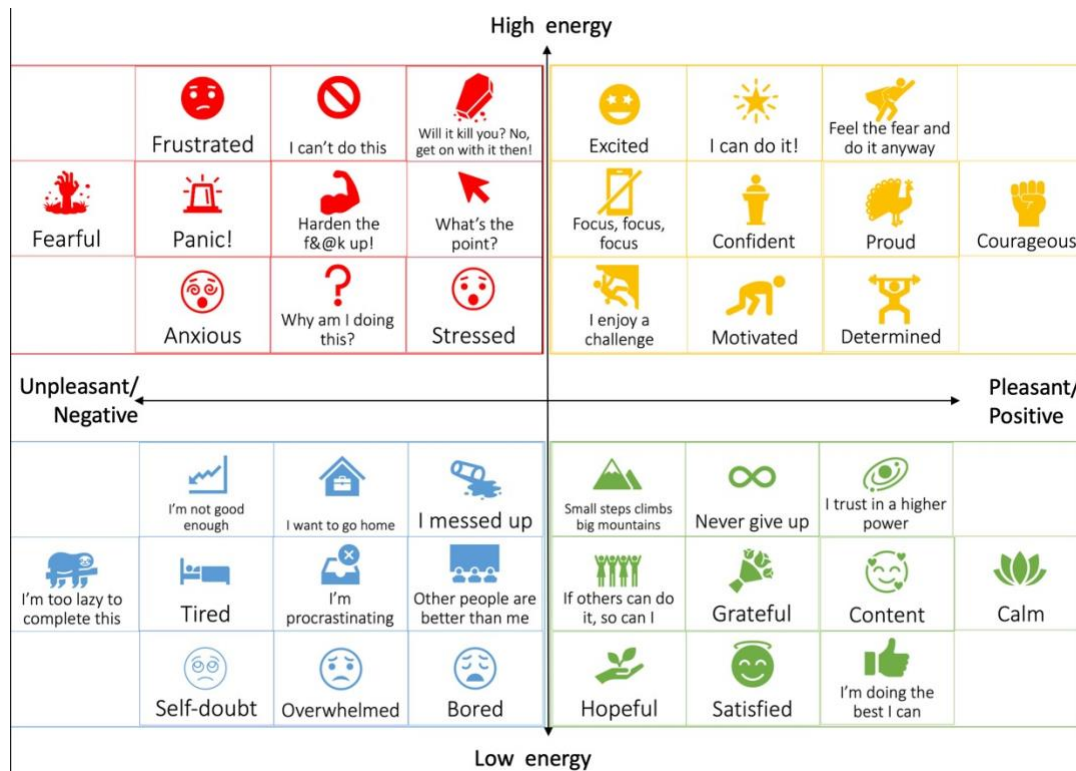 High energy
Frustrated
I can't do this
Will it kill you? No,
get on with it then!
Excited
I can do it!
Feel the fear and
do it anyway
Fearful
Panic!
Harden the
f&@k up!
What's the
point?
Focus, focus,
focus
Confident
Proud
Courageous
Anxious
Why am I doing
this?
Stressed
I enjoy a
challenge
Motivated
Determined
Unpleasant/
Negative
Pleasant/
Positive
I'm not good
enough
I want to go home
I messed up
Small steps climbs
big mountains
Never give up
I trust in a higher
power
I'm too lazy to
complete this
Tired
I'm
procrastinating
Other people are
better than me
If others can do
it, so can I
Grateful
Content
Calm
Self-doubt
Overwhelmed
Bored
Hopeful
Satisfied
I'm doing the
best I can
Low energy